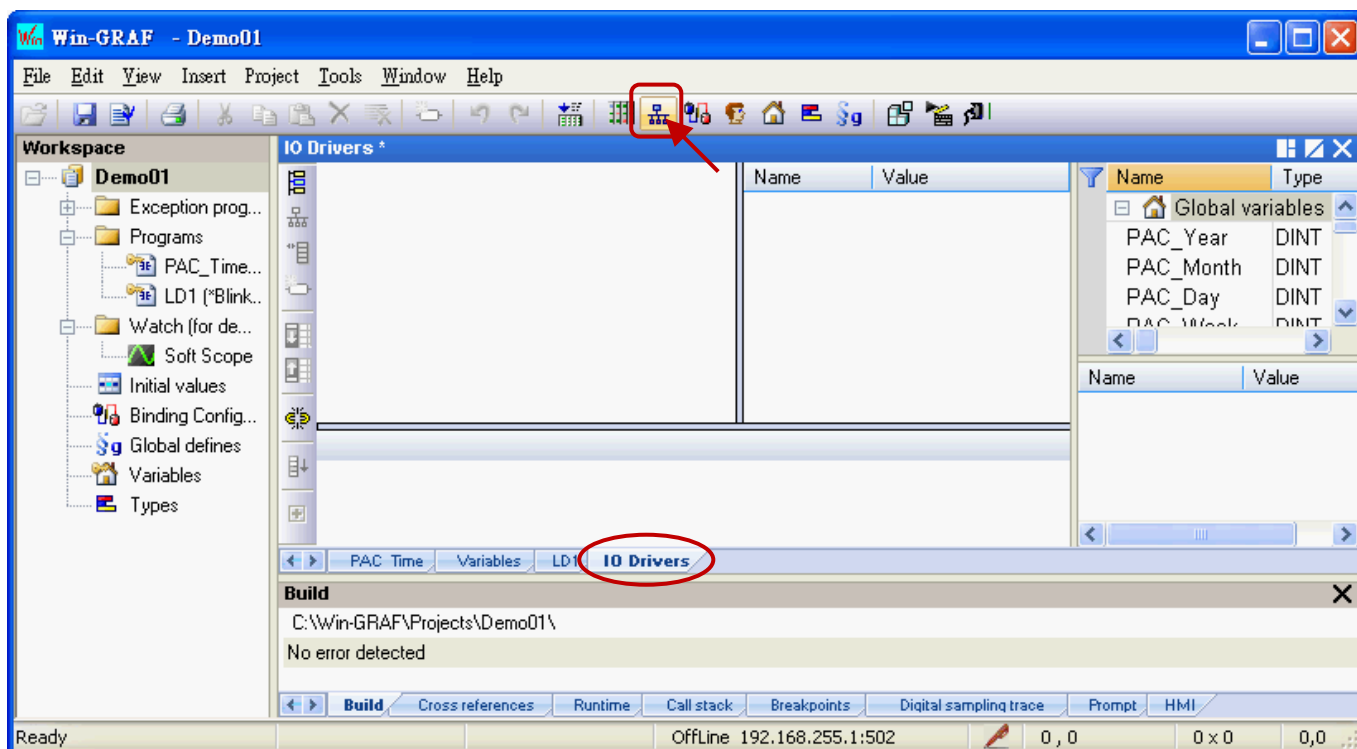 Win-GRAF - Demo01
File Edit View Insert Project Tools Window Help
Workspace
Demo01
Exception prog...
Programs
PAC_Time...
LD1 (*Blink..
Watch (for de...
Soft Scope
Initial values
Binding Config...
Global defines
Variables
Types
IO Drivers *
Name Value
Name Type
Global variables
PAC_Year DINT
PAC_Month DINT
PAC_Day DINT
PAC_Week DINT
Name Value
PAC Time Variables LD1 IO Drivers
Build
C:\Win-GRAF\Projects\Demo01\
No error detected
Build Cross references Runtime Call stack Breakpoints Digital sampling trace Prompt HMI
Ready OffLine 192.168.255.1:502 0 , 0 0 x 0 0,0